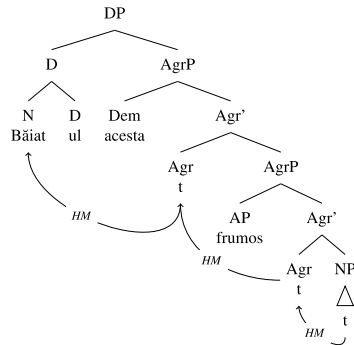 DP
D AgrP
N D Dem Agr’
Băiat ul acesta
Agr AgrP
t
HM AP Agr’
frumos
HM Agr NP
t
t
HM